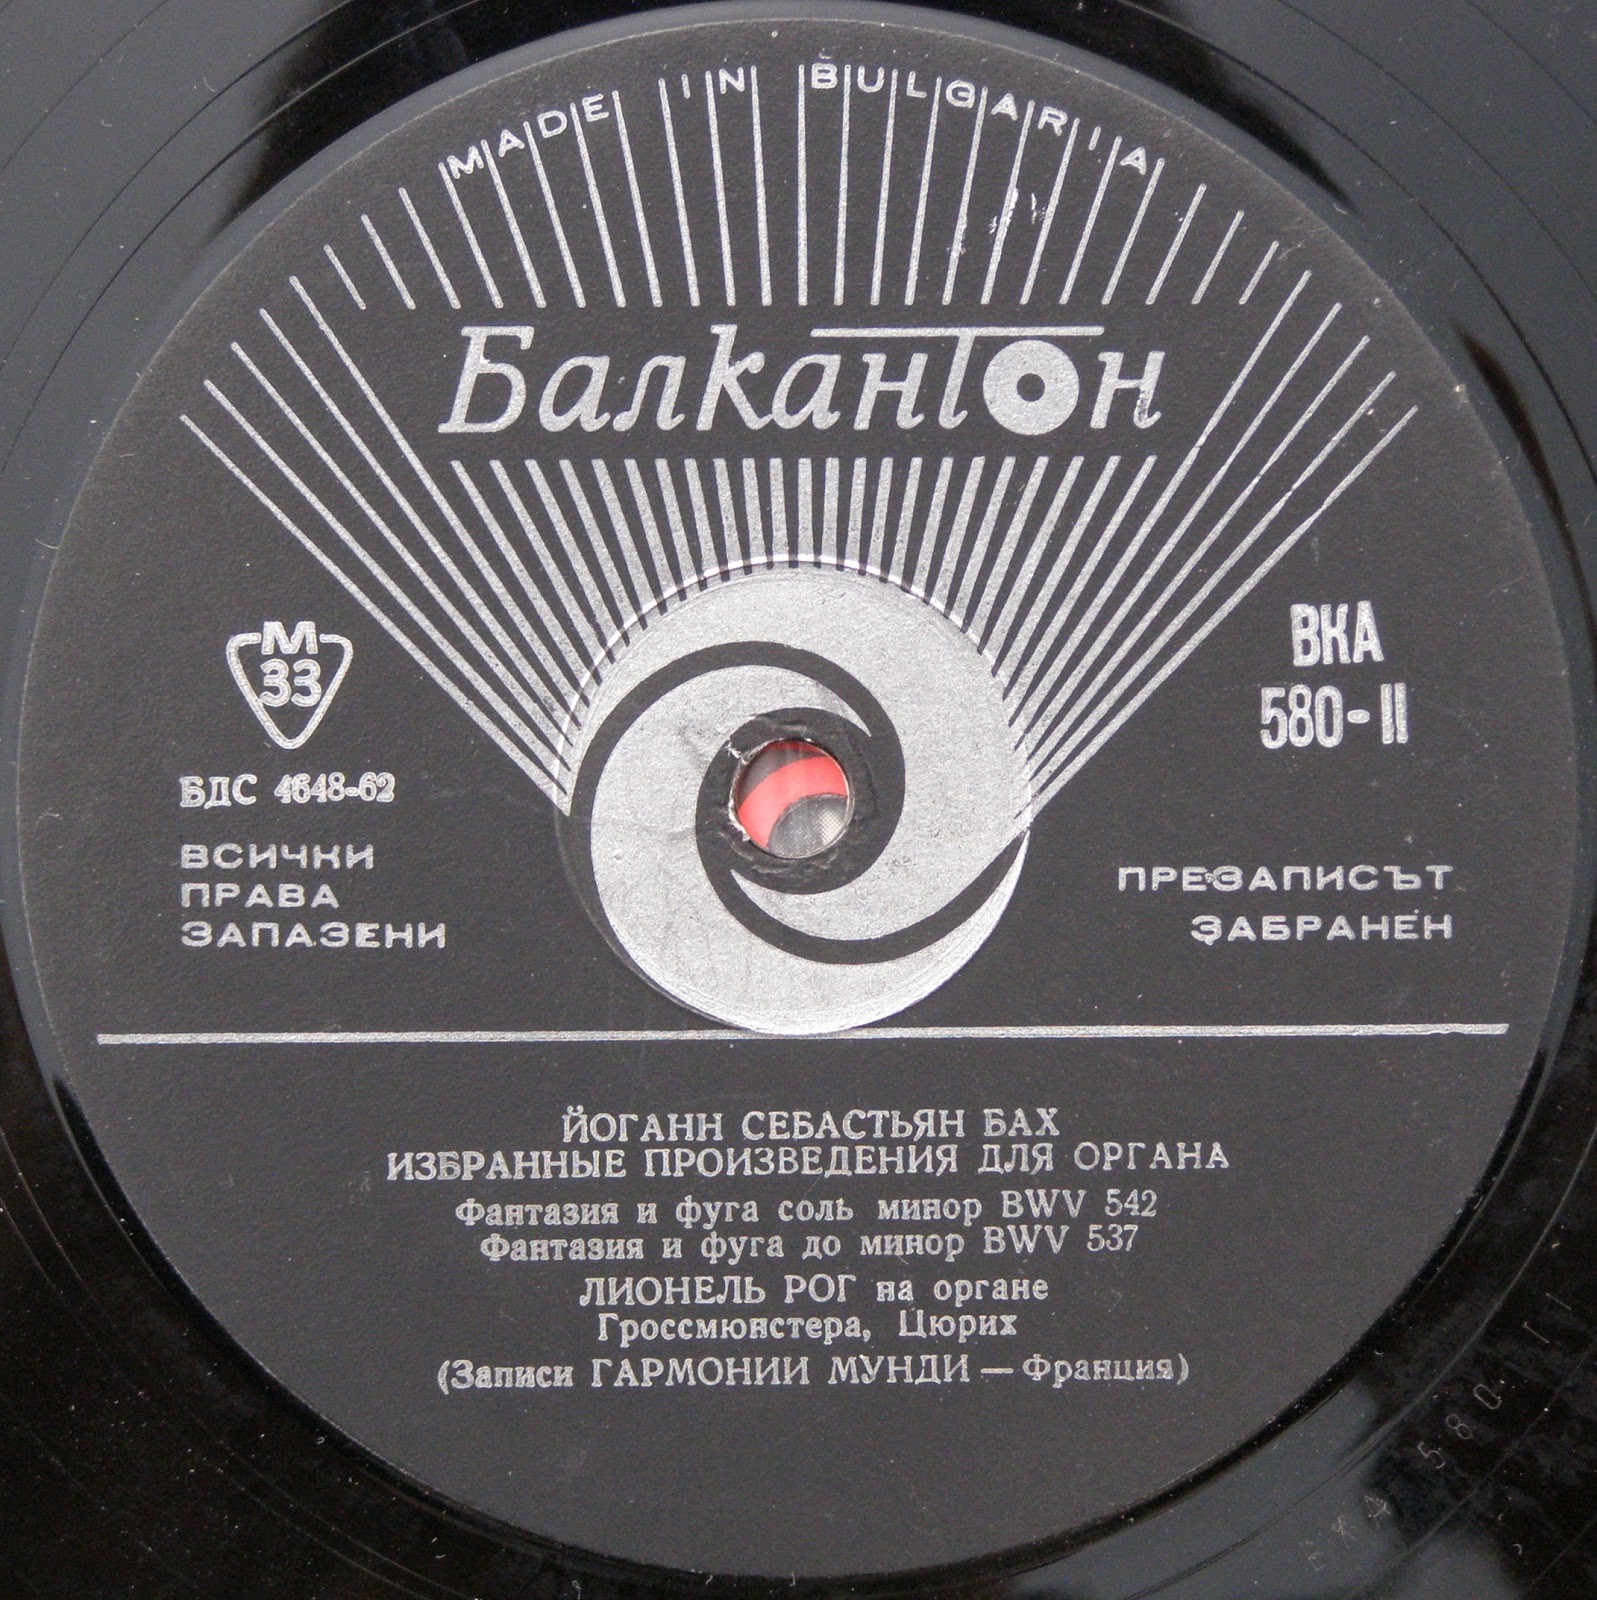 MADE IN BULGARIA
Балкантон
М
33
БДС 4648-62
ВСИЧКИ
ПРАВА
ЗАПАЗЕНИ
ВКА
580-II
ПРЕЗАПИСЪТ
ЗАБРАНЕН
ЙОГАНН СЕБАСТЬЯН БАХ
ИЗБРАННЫЕ ПРОИЗВЕДЕНИЯ ДЛЯ ОРГАНА
Фантазия и фуга соль минор BWV 542
Фантазия и фуга до минор BWV 537
ЛИОНЕЛЬ РОГ на органе
Гроссмюнстера, Цюрих
(Записи ГАРМОНИИ МУНДИ — Франция)
580